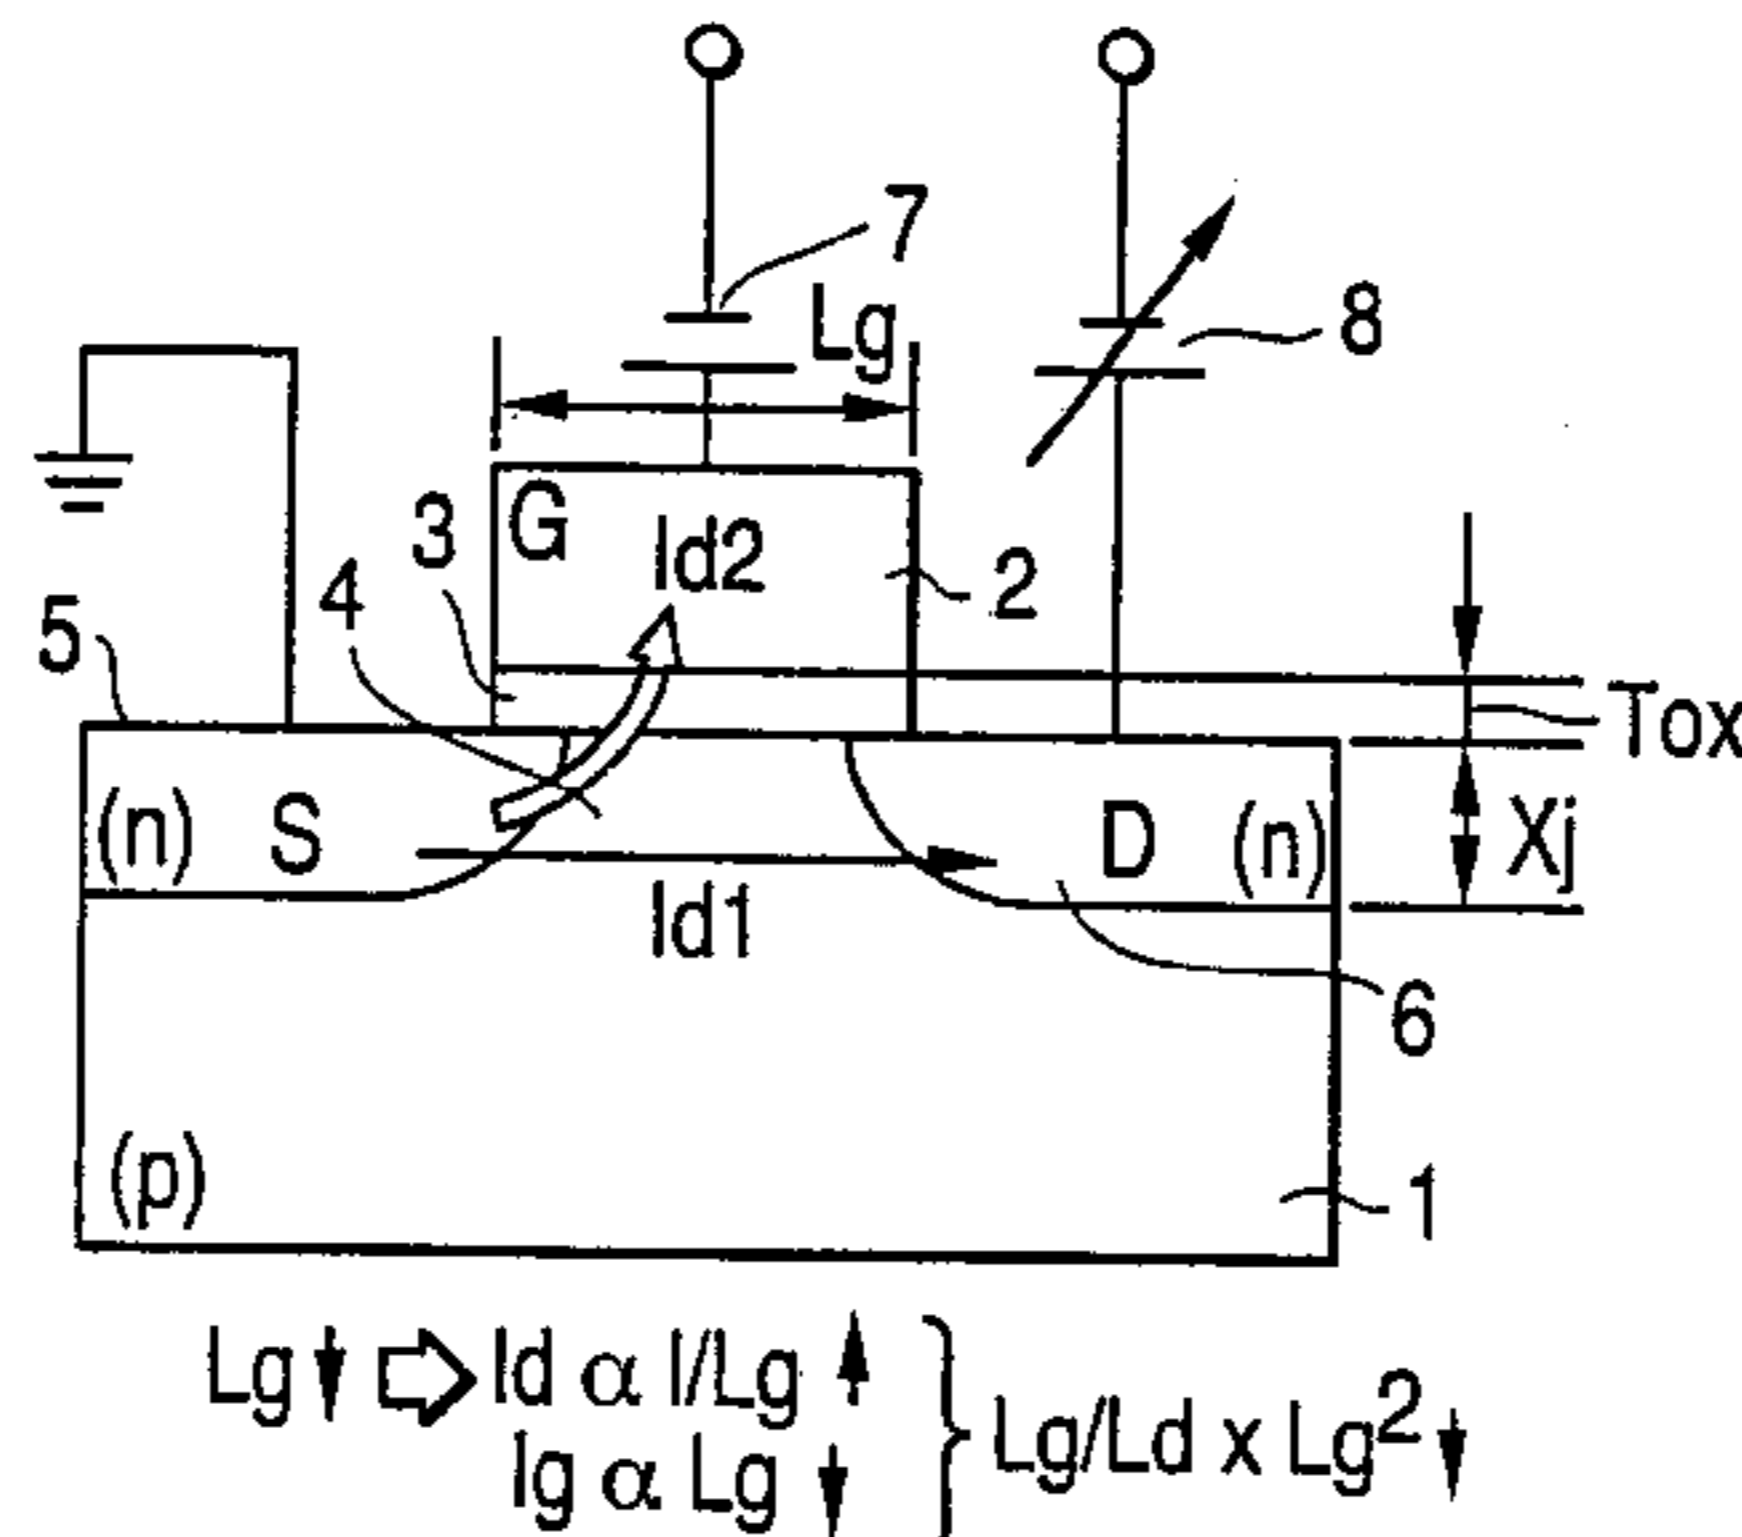 7
Lg
8
3
G
Id2
2
4
5
Tox
(n)
S
D
(n)
Xj
Id1
6
(p)
1
Lg ⇨ Id α I/Lg
Ig α Lg
Lg/Ld x Lg²